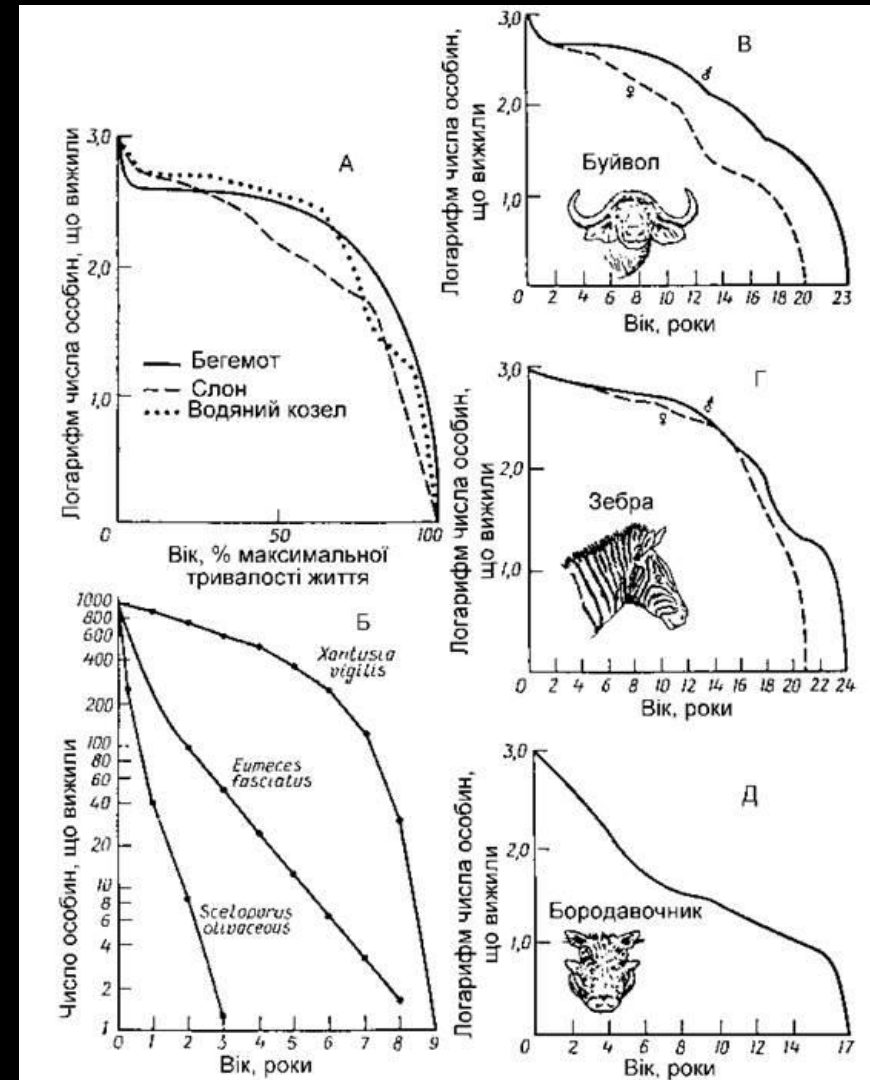 А
Логарифм числа особин, що вижили
3,0
2,0
1,0
Бегемот
Слон
Водяний козел
0
50
100
Вік, % максимальної
тривалості життя
Б
Число особин, що вижили
1000
800
600
400
200
100
80
60
40
20
10
8
6
4
2
1
Xantusia
vigilis
Eumeces
fasciatus
Sceloporus
olivaceous
0 1 2 3 4 5 6 7 8 9
Вік, роки
В
Логарифм числа особин,
що вижили
3,0
2,0
1,0
♂
♀
Буйвол
0 2 4 6 8 10 12 14 16 18 20 23
Вік, роки
Г
Логарифм числа особин,
що вижили
3,0
2,0
1,0
♂
♀
Зебра
0 2 4 6 8 10 12 14 16 18 20 22 24
Вік, роки
Д
Логарифм числа особин,
що вижили
3,0
2,0
1,0
Бородавочник
0 2 4 6 8 10 12 14 17
Вік, роки